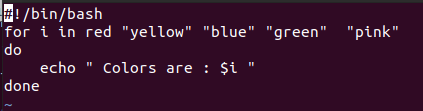 #!/bin/bash
for i in red "yellow" "blue" "green"  "pink"
do
    echo " Colors are : $i "
done
~